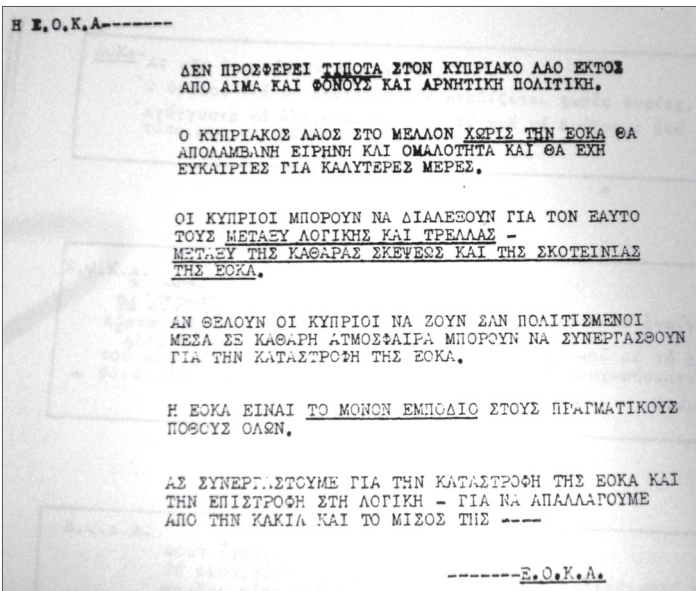 Η Ε.Ο.Κ.Α-------
ΔΕΝ ΠΡΟΣΦΕΡΕΙ ΤΙΠΟΤΑ ΣΤΟΝ ΚΥΠΡΙΑΚΟ ΛΑΟ ΕΚΤΟΣ
ΑΠΟ ΑΙΜΑ ΚΑΙ ΦΟΝΟΥΣ ΚΑΙ ΑΡΝΗΤΙΚΗ ΠΟΛΙΤΙΚΗ.
Ο ΚΥΠΡΙΑΚΟΣ ΛΑΟΣ ΣΤΟ ΜΕΛΛΟΝ ΧΩΡΙΣ ΤΗΝ ΕΟΚΑ ΘΑ
ΑΠΟΛΑΜΒΑΝΗ ΕΙΡΗΝΗ ΚΑΙ ΟΜΑΛΟΤΗΤΑ ΚΑΙ ΘΑ ΕΧΗ
ΕΥΚΑΙΡΙΕΣ ΓΙΑ ΚΑΛΥΤΕΡΕΣ ΜΕΡΕΣ.
ΟΙ ΚΥΠΡΙΟΙ ΜΠΟΡΟΥΝ ΝΑ ΔΙΑΛΕΞΟΥΝ ΓΙΑ ΤΟΝ ΕΑΥΤΟ
ΤΟΥΣ ΜΕΤΑΞΥ ΛΟΓΙΚΗΣ ΚΑΙ ΤΡΕΛΛΑΣ –
ΜΕΤΑΞΥ ΤΗΣ ΚΑΘΑΡΑΣ ΣΚΕΨΕΩΣ ΚΑΙ ΤΗΣ ΣΚΟΤΕΙΝΙΑΣ
ΤΗΣ ΕΟΚΑ.
ΑΝ ΘΕΛΟΥΝ ΟΙ ΚΥΠΡΙΟΙ ΝΑ ΖΟΥΝ ΣΑΝ ΠΟΛΙΤΙΣΜΕΝΟΙ
ΜΕΣΑ ΣΕ ΚΑΘΑΡΗ ΑΤΜΟΣΦΑΙΡΑ ΜΠΟΡΟΥΝ ΝΑ ΣΥΝΕΡΓΑΣΘΟΥΝ
ΓΙΑ ΤΗΝ ΚΑΤΑΣΤΡΟΦΗ ΤΗΣ ΕΟΚΑ.
Η ΕΟΚΑ ΕΙΝΑΙ ΤΟ ΜΟΝΟΝ ΕΜΠΟΔΙΟ ΣΤΟΥΣ ΠΡΑΓΜΑΤΙΚΟΥΣ
ΠΟΘΟΥΣ ΟΛΩΝ.
ΑΣ ΣΥΝΕΡΓΑΣΤΟΥΜΕ ΓΙΑ ΤΗΝ ΚΑΤΑΣΤΡΟΦΗ ΤΗΣ ΕΟΚΑ ΚΑΙ
ΤΗΝ ΕΠΙΣΤΡΟΦΗ ΣΤΗ ΛΟΓΙΚΗ – ΓΙΑ ΝΑ ΑΠΑΛΛΑΓΟΥΜΕ
ΑΠΟ ΤΗΝ ΚΑΚΙΑ ΚΑΙ ΤΟ ΜΙΣΟΣ ΤΗΣ ----
-------Ε.Ο.Κ.Α.